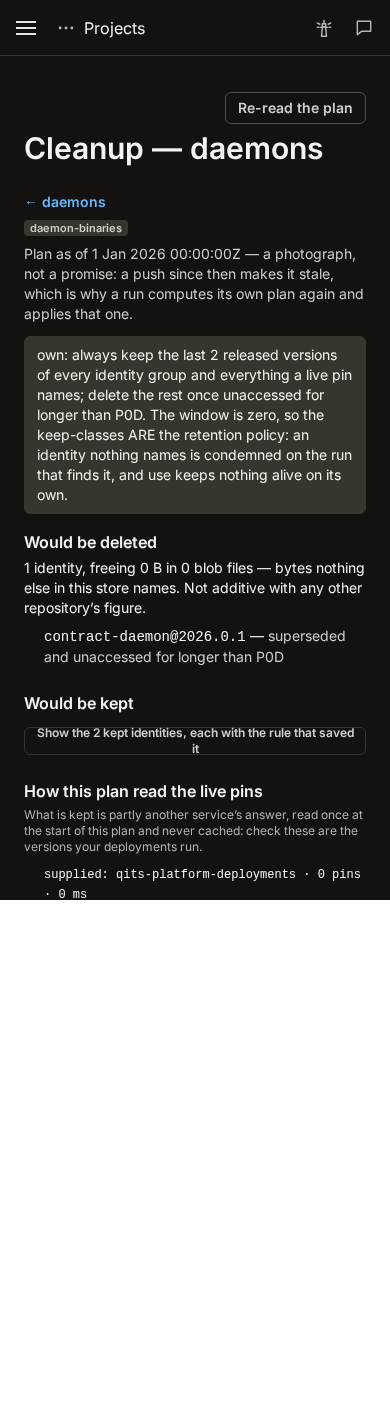 Projects
Re-read the plan
Cleanup — daemons
← daemons
daemon-binaries
Plan as of 1 Jan 2026 00:00:00Z — a photograph,
not a promise: a push since then makes it stale,
which is why a run computes its own plan again and
applies that one.
own: always keep the last 2 released versions
of every identity group and everything a live pin
names; delete the rest once unaccessed for
longer than P0D. The window is zero, so the
keep-classes ARE the retention policy: an
identity nothing names is condemned on the run
that finds it, and use keeps nothing alive on its
own.
Would be deleted
1 identity, freeing 0 B in 0 blob files — bytes nothing
else in this store names. Not additive with any other
repository’s figure.
contract-daemon@2026.0.1 — superseded
and unaccessed for longer than P0D
Would be kept
Show the 2 kept identities, each with the rule that saved
it
How this plan read the live pins
What is kept is partly another service’s answer, read once at
the start of this plan and never cached: check these are the
versions your deployments run.
supplied: qits-platform-deployments · 0 pins
· 0 ms